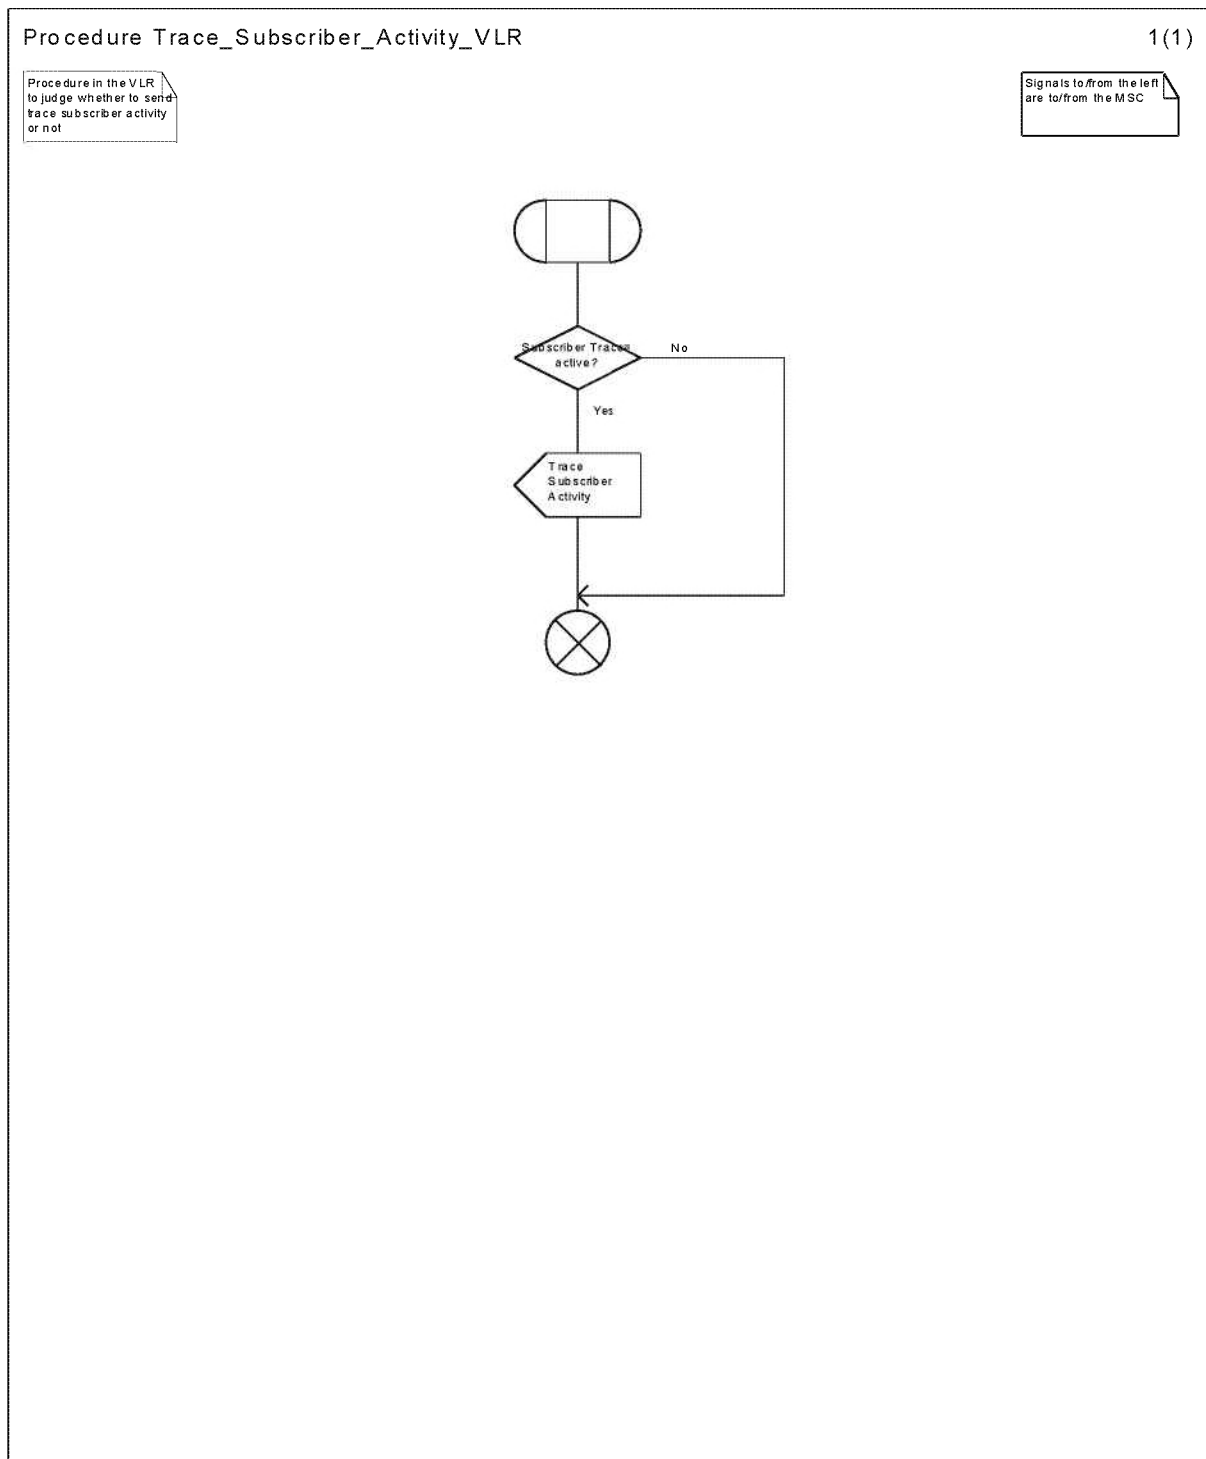 Procedure Trace_Subscriber_Activity_VLR
1(1)
Procedure in the VLR
to judge whether to send
trace subscriber activity
or not
Signals to/from the left
are to/from the MSC
Subscriber Tracing
active?
No
Yes
Trace
Subscriber
Activity